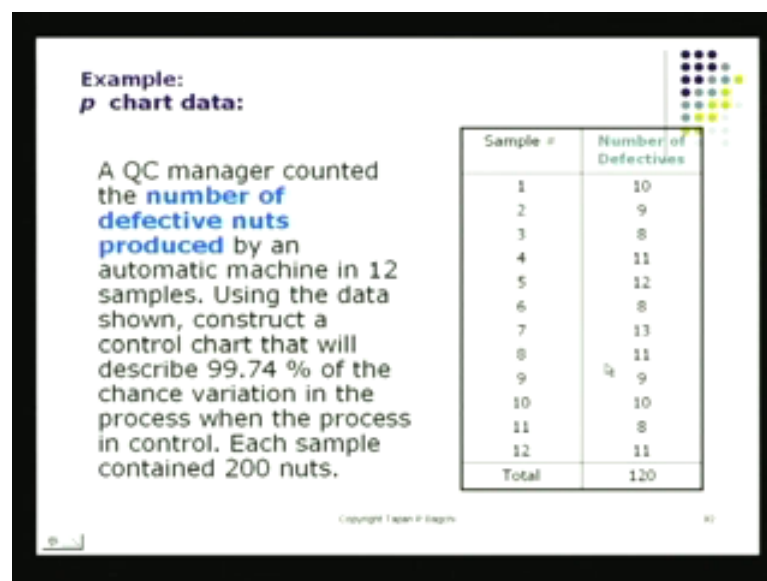 Example:
p chart data:
A QC manager counted
the number of
defective nuts
produced by an
automatic machine in 12
samples. Using the data
shown, construct a
control chart that will
describe 99.74 % of the
chance variation in the
process when the process
in control. Each sample
contained 200 nuts.
Sample # Number of
Defectives
1 10
2 9
3 8
4 11
5 12
6 8
7 13
8 11
9 9
10 10
11 8
12 11
Total 120
Copyright Tapan P Bagchi